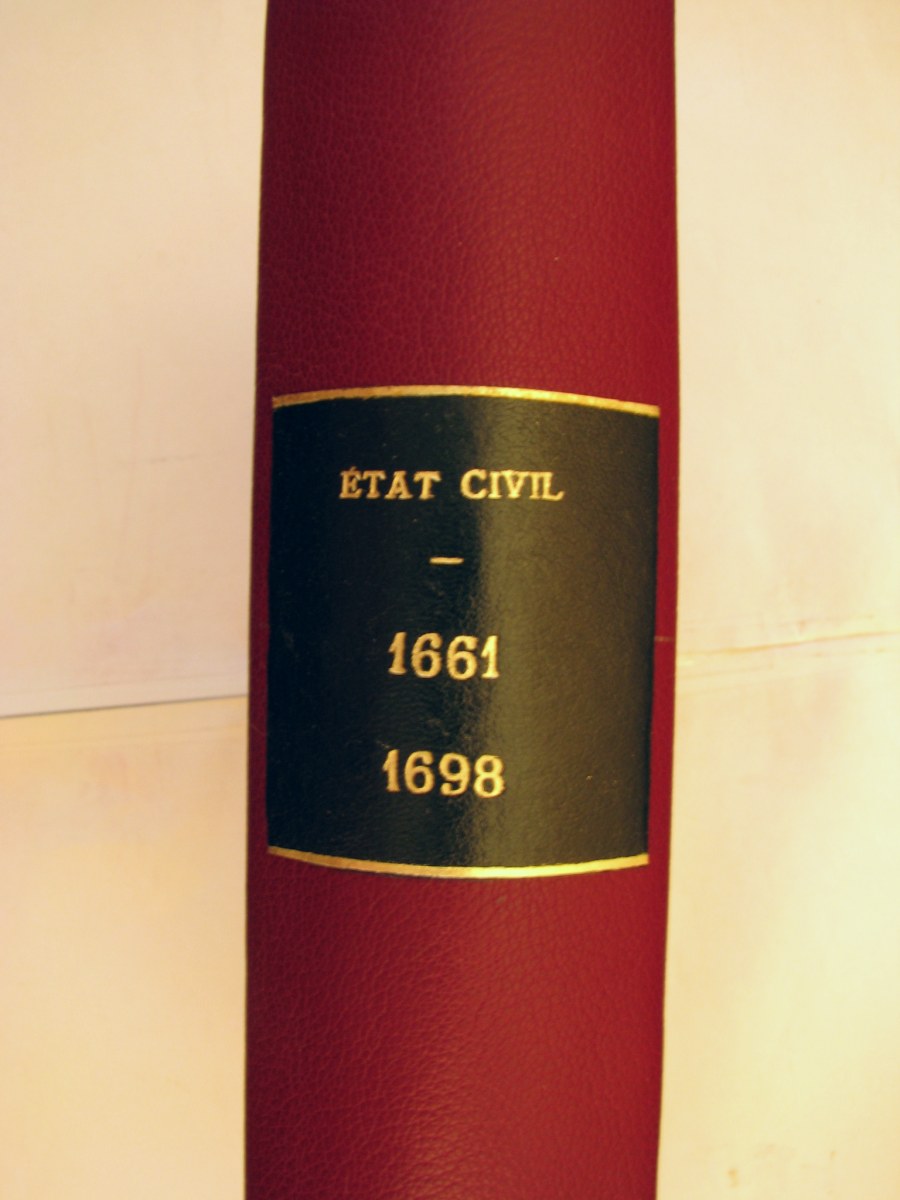 ÉTAT CIVIL
—
1661
1698